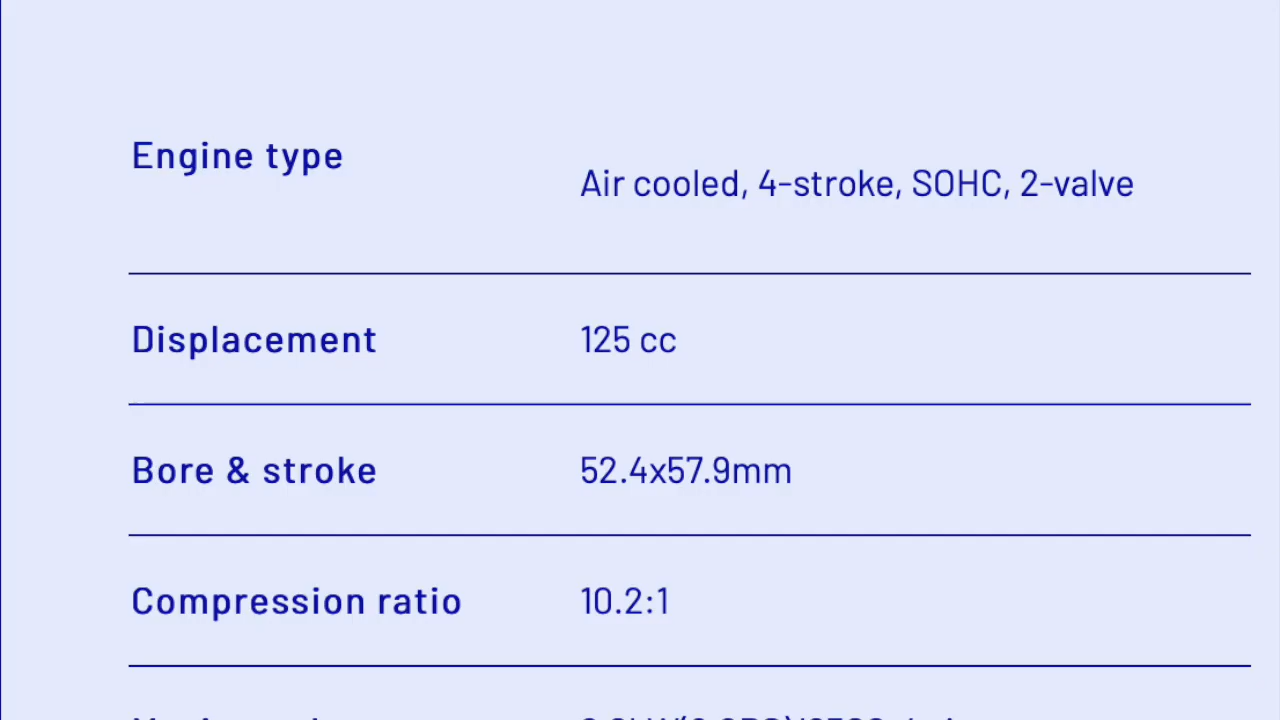 Engine type
Air cooled, 4-stroke, SOHC, 2-valve
Displacement
125 cc
Bore & stroke
52.4x57.9mm
Compression ratio
10.2:1